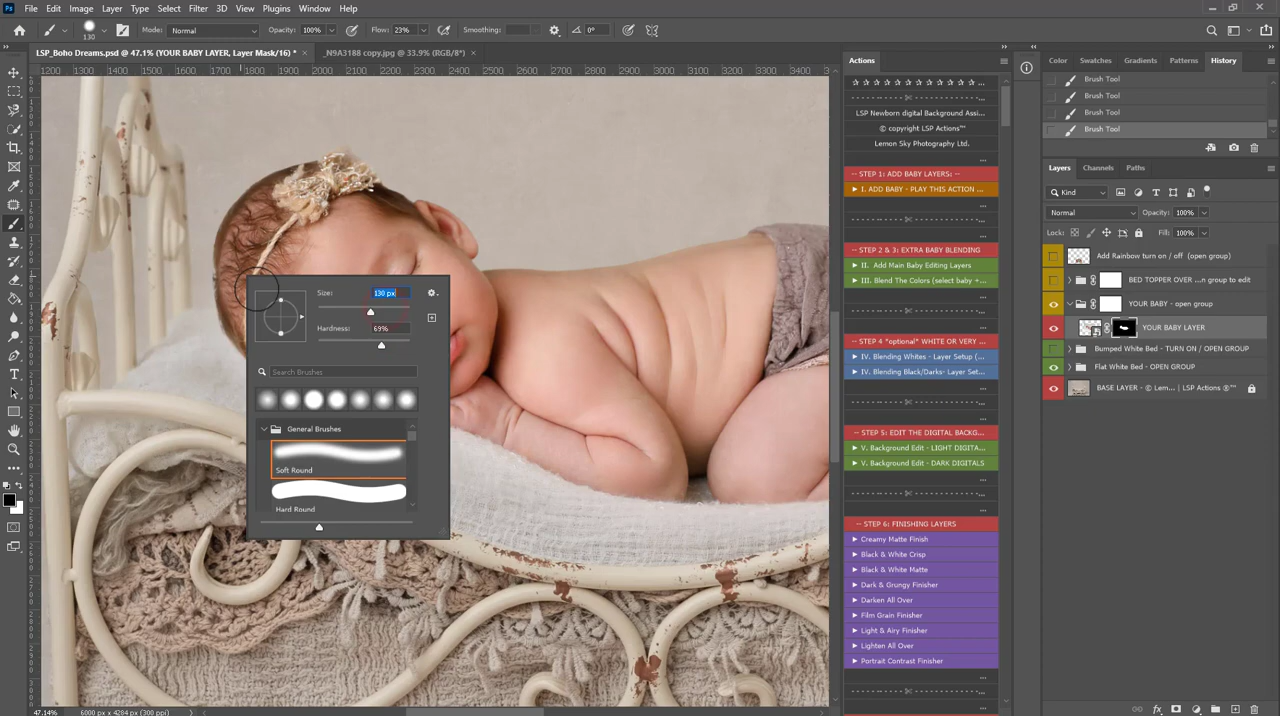 Ps File Edit Image Layer Type Select Filter 3D View Plugins Window Help
130 Mode: Normal Opacity: 100% Flow: 23% Smoothing: 0°
LSP_Boho Dreams.psd @ 47.1% (YOUR BABY LAYER, Layer Mask/16) * × _N9A3188 copy.jpg @ 33.9% (RGB/8*) ×
1200 1300 1400 1500 1600 1700 1800 1900 2000 2100 2200 2300 2400 2500 2600 2700 2800 2900 3000 3100 3200 3300 3400
Size: 130 px
Hardness: 69%
Search Brushes
General Brushes
Soft Round
Hard Round
47.14% 6000 px x 4284 px (300 ppi)
Actions
LSP Newborn digital Background Assi...
© copyright LSP Actions™
Lemon Sky Photography Ltd.
-- STEP 1: ADD BABY LAYERS: --
I. ADD BABY - PLAY THIS ACTION ...
STEP 2 & 3: EXTRA BABY BLENDING
II. Add Main Baby Editing Layers
III. Blend The Colors (select baby +...
STEP 4 *optional* WHITE OR VERY ...
IV. Blending Whites - Layer Setup (...
IV. Blending Black/Darks- Layer Set...
STEP 5: EDIT THE DIGITAL BACKG...
V. Background Edit - LIGHT DIGITA...
V. Background Edit - DARK DIGITALS
-- STEP 6: FINISHING LAYERS
Creamy Matte Finish
Black & White Crisp
Black & White Matte
Dark & Grungy Finisher
Darken All Over
Film Grain Finisher
Light & Airy Finisher
Lighten All Over
Portrait Contrast Finisher
Color Swatches Gradients Patterns History
Brush Tool
Brush Tool
Brush Tool
Brush Tool
Layers Channels Paths
Kind
Normal Opacity: 100%
Lock: Fill: 100%
Add Rainbow turn on / off (open group)
BED TOPPER OVER ...n group to edit
YOUR BABY - open group
YOUR BABY LAYER
Bumped White Bed - TURN ON / OPEN GROUP
Flat White Bed - OPEN GROUP
BASE LAYER - © Lem... | LSP Actions ®™
fx